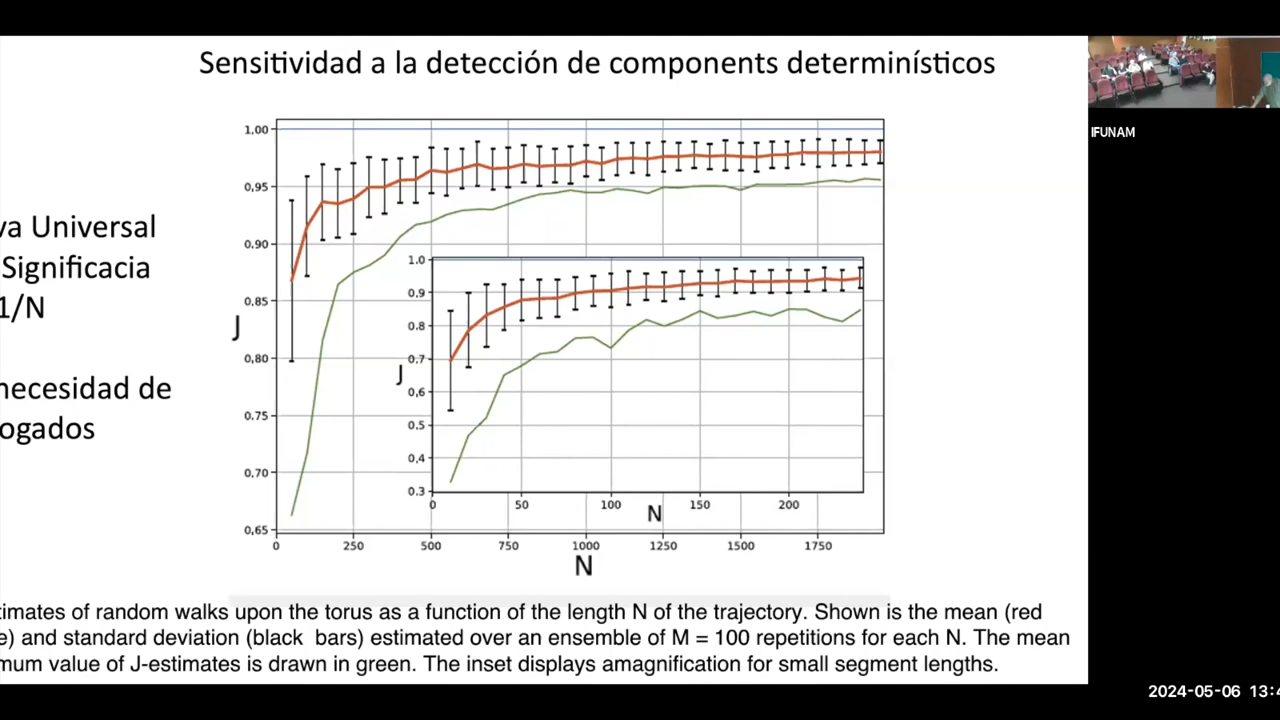 Sensitividad a la detección de components determinísticos
IFUNAM
va Universal
Significacia
1/N
necesidad de
ogados
1,00
0,95
0,90
0,85
0,80
0,75
0,70
0,65
J
0
250
500
750
1000
1250
1500
1750
N
1.0
0,9
0.8
0.7
0,6
0.5
0,4
0.3
J
0
50
100
150
200
N
timates of random walks upon the torus as a function of the length N of the trajectory. Shown is the mean (red
e) and standard deviation (black bars) estimated over an ensemble of M = 100 repetitions for each N. The mean
mum value of J-estimates is drawn in green. The inset displays amagnification for small segment lengths.
2024-05-06 13:4